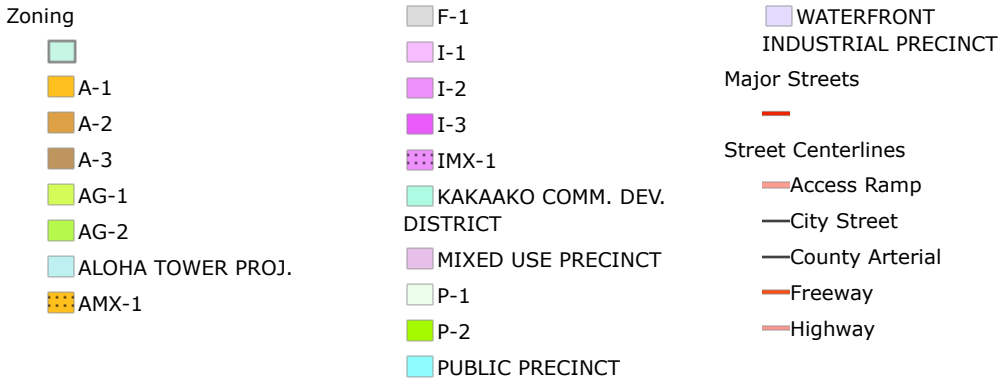 Zoning
A-1
A-2
A-3
AG-1
AG-2
ALOHA TOWER PROJ.
AMX-1
F-1
I-1
I-2
I-3
IMX-1
KAKAAKO COMM. DEV.
DISTRICT
MIXED USE PRECINCT
P-1
P-2
PUBLIC PRECINCT
WATERFRONT
INDUSTRIAL PRECINCT
Major Streets
Street Centerlines
Access Ramp
City Street
County Arterial
Freeway
Highway